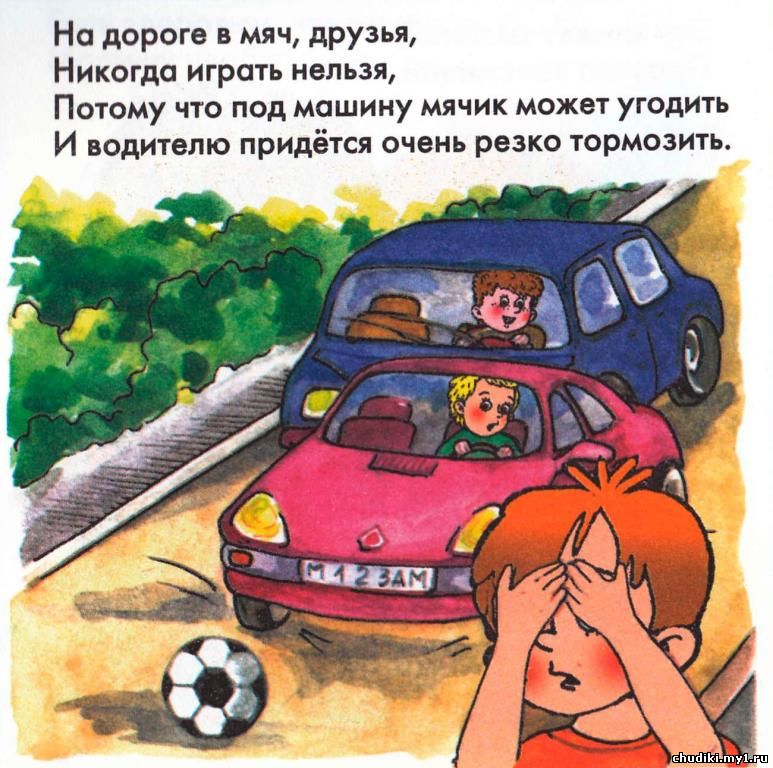 На дороге в мяч, друзья,
Никогда играть нельзя,
Потому что под машину мячик может угодить
И водителю придётся очень резко тормозить.
М 123АМ
chudiki.my1.ru